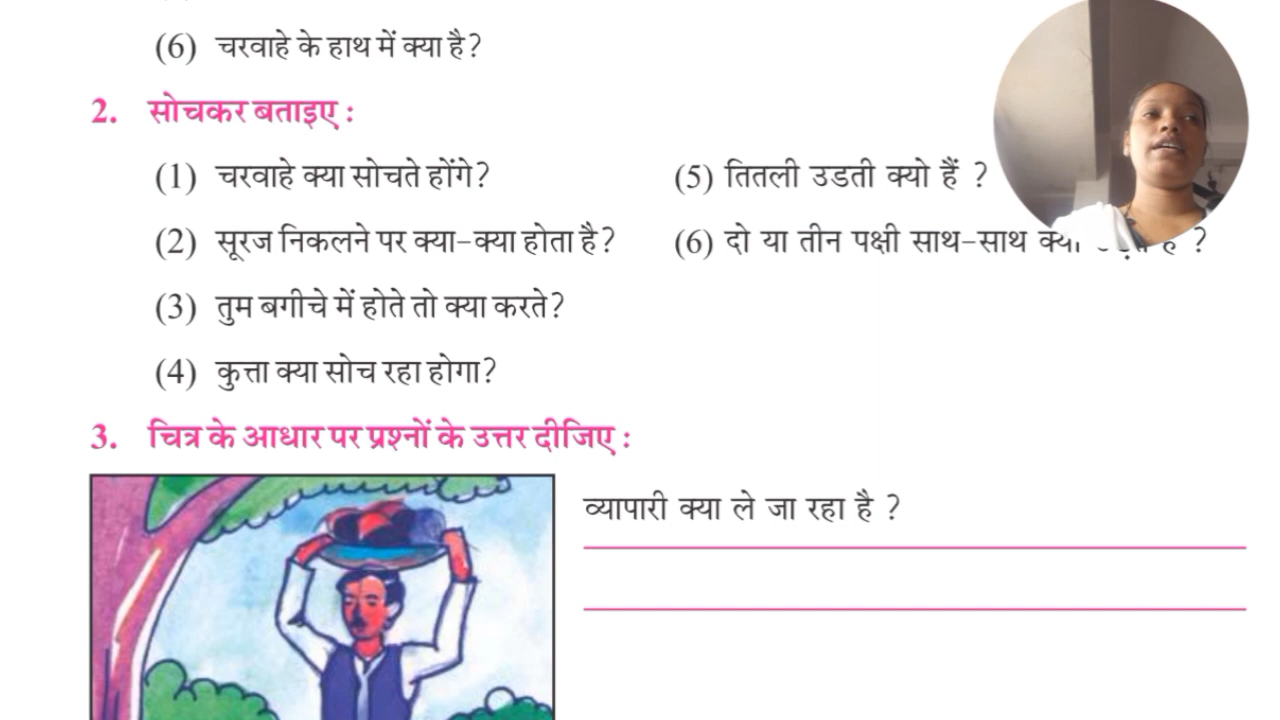 (6) चरवाहे के हाथ में क्या है?
2. सोचकर बताइए :
(1) चरवाहे क्या सोचते होंगे?
(2) सूरज निकलने पर क्या-क्या होता है?
(3) तुम बगीचे में होते तो क्या करते?
(4) कुत्ता क्या सोच रहा होगा?
(5) तितली उडती क्यो हैं ?
(6) दो या तीन पक्षी साथ-साथ ?
3. चित्र के आधार पर प्रश्नों के उत्तर दीजिए :
व्यापारी क्या ले जा रहा है ?